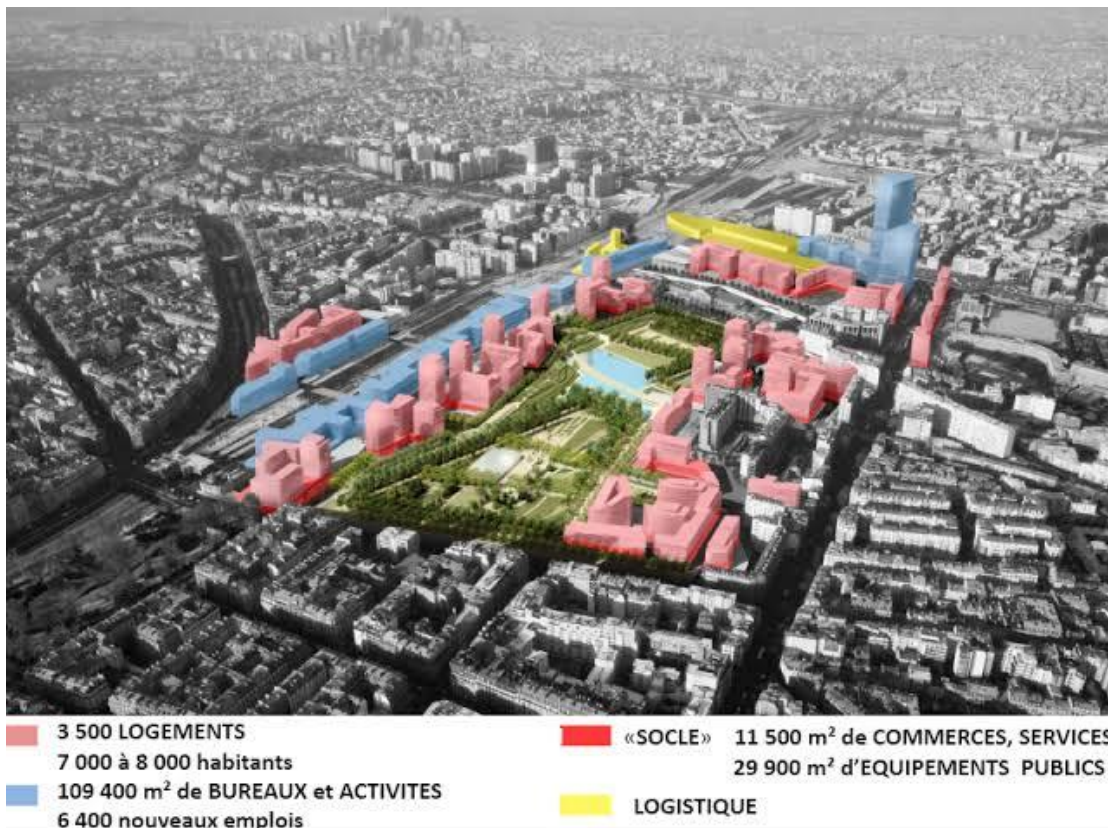 3 500 LOGEMENTS
7 000 à 8 000 habitants
109 400 m² de BUREAUX et ACTIVITES
6 400 nouveaux emplois
«SOCLE» 11 500 m² de COMMERCES, SERVICES
29 900 m² d'EQUIPEMENTS PUBLICS
LOGISTIQUE